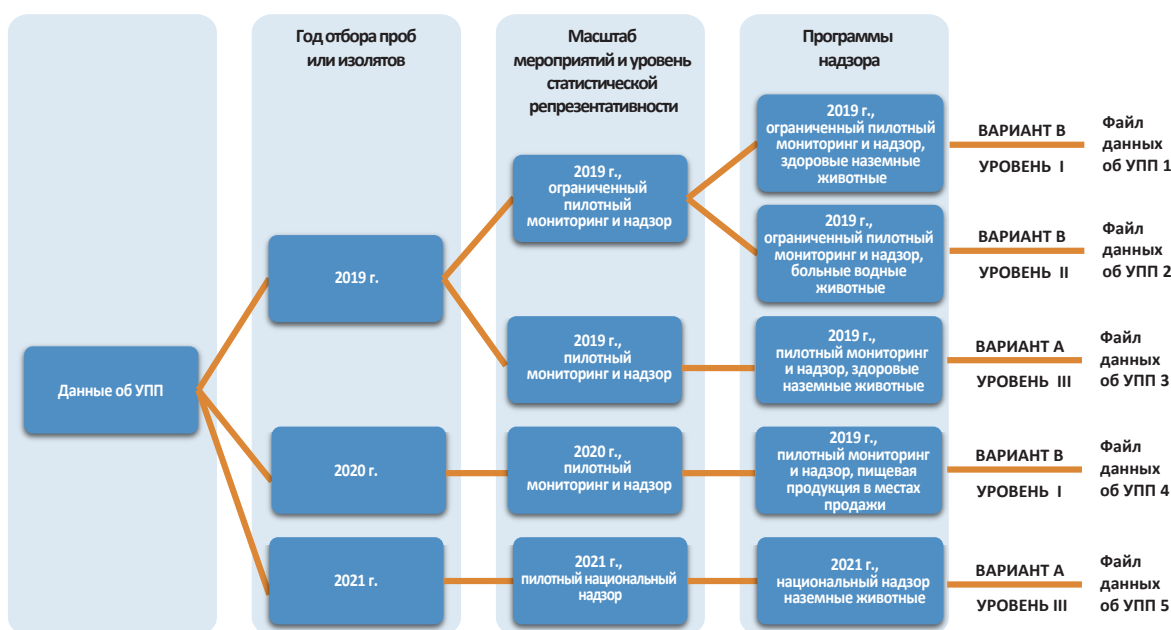 Год отбора проб
или изолятов
Масштаб
мероприятий и уровень
статистической
репрезентативности
Программы
надзора
Данные об УПП
2019 г.
2020 г.
2021 г.
2019 г.,
ограниченный
пилотный
мониторинг и надзор
2019 г.,
пилотный
мониторинг и надзор
2020 г.,
пилотный
мониторинг и надзор
2021 г.,
пилотный национальный
надзор
2019 г.,
ограниченный пилотный
мониторинг и надзор,
здоровые наземные
животные
2019 г.,
ограниченный пилотный
мониторинг и надзор,
больные водные
животные
2019 г.,
пилотный мониторинг
и надзор, здоровые
наземные животные
2019 г.,
пилотный мониторинг
и надзор, пищевая
продукция в местах
продажи
2021 г.,
национальный надзор
наземные животные
ВАРИАНТ B
УРОВЕНЬ I
Файл
данных
об УПП 1
ВАРИАНТ B
УРОВЕНЬ II
Файл
данных
об УПП 2
ВАРИАНТ A
УРОВЕНЬ III
Файл
данных
об УПП 3
ВАРИАНТ B
УРОВЕНЬ I
Файл
данных
об УПП 4
ВАРИАНТ A
УРОВЕНЬ III
Файл
данных
об УПП 5